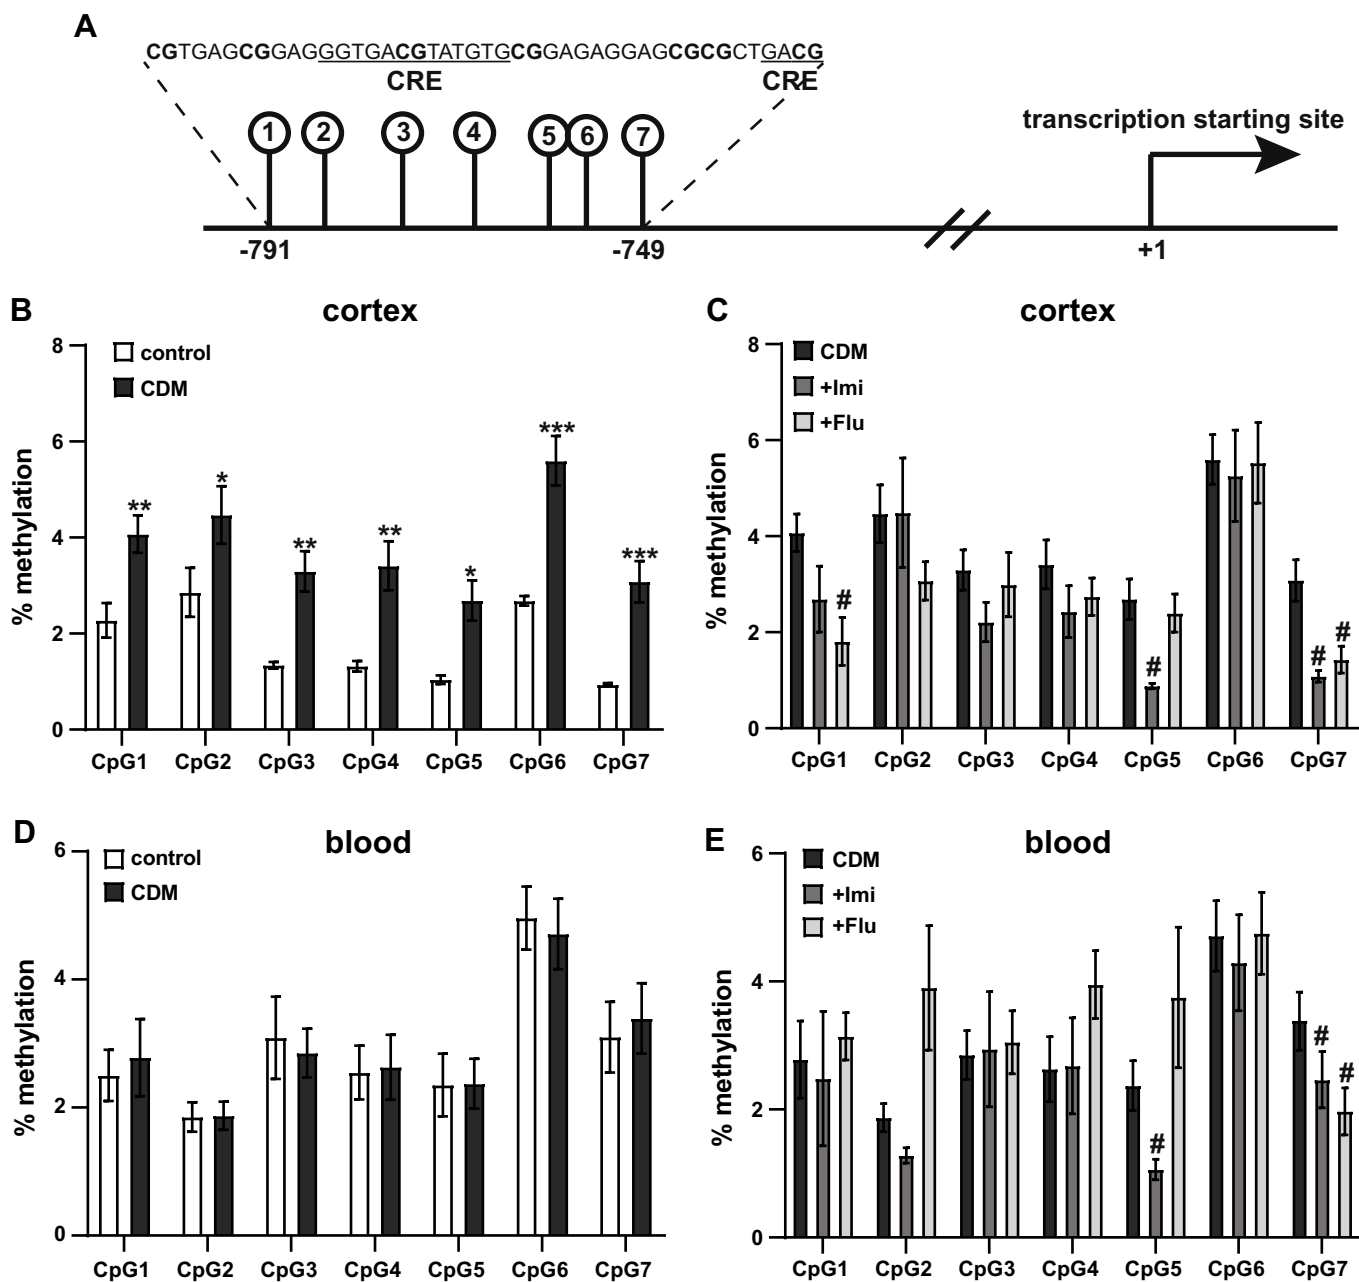 A
CGTGAGCGGAGGGTGACGTATGTGCGGAGAGGAGCGCGCTGACG
CRE CRE
transcription starting site
1 2 3 4 5 6 7
-791 -749 +1
B cortex
control
CDM
% methylation
8
6
4
2
0
** * ** ** * *** ***
CpG1 CpG2 CpG3 CpG4 CpG5 CpG6 CpG7
C cortex
CDM
+Imi
+Flu
% methylation
8
6
4
2
0
# # # #
CpG1 CpG2 CpG3 CpG4 CpG5 CpG6 CpG7
D blood
control
CDM
% methylation
6
4
2
0
CpG1 CpG2 CpG3 CpG4 CpG5 CpG6 CpG7
E blood
CDM
+Imi
+Flu
% methylation
6
4
2
0
# # #
CpG1 CpG2 CpG3 CpG4 CpG5 CpG6 CpG7